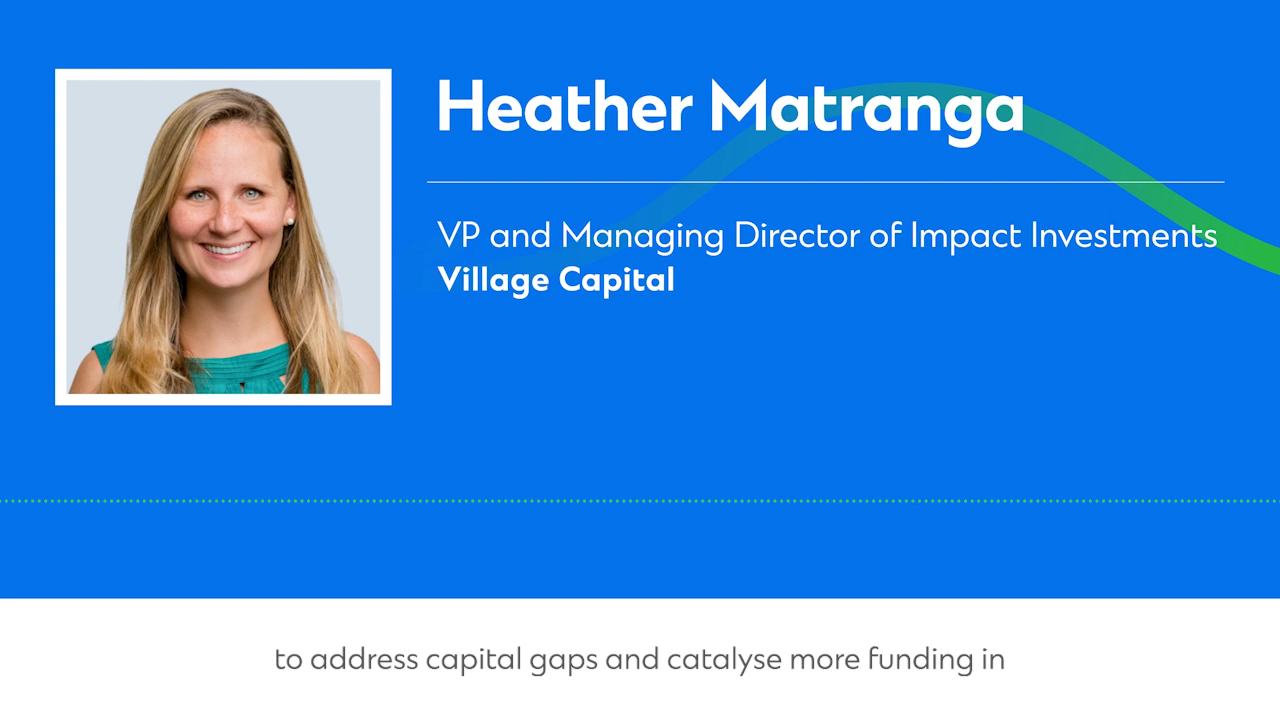 Heather Matranga
VP and Managing Director of Impact Investments
Village Capital
to address capital gaps and catalyse more funding in